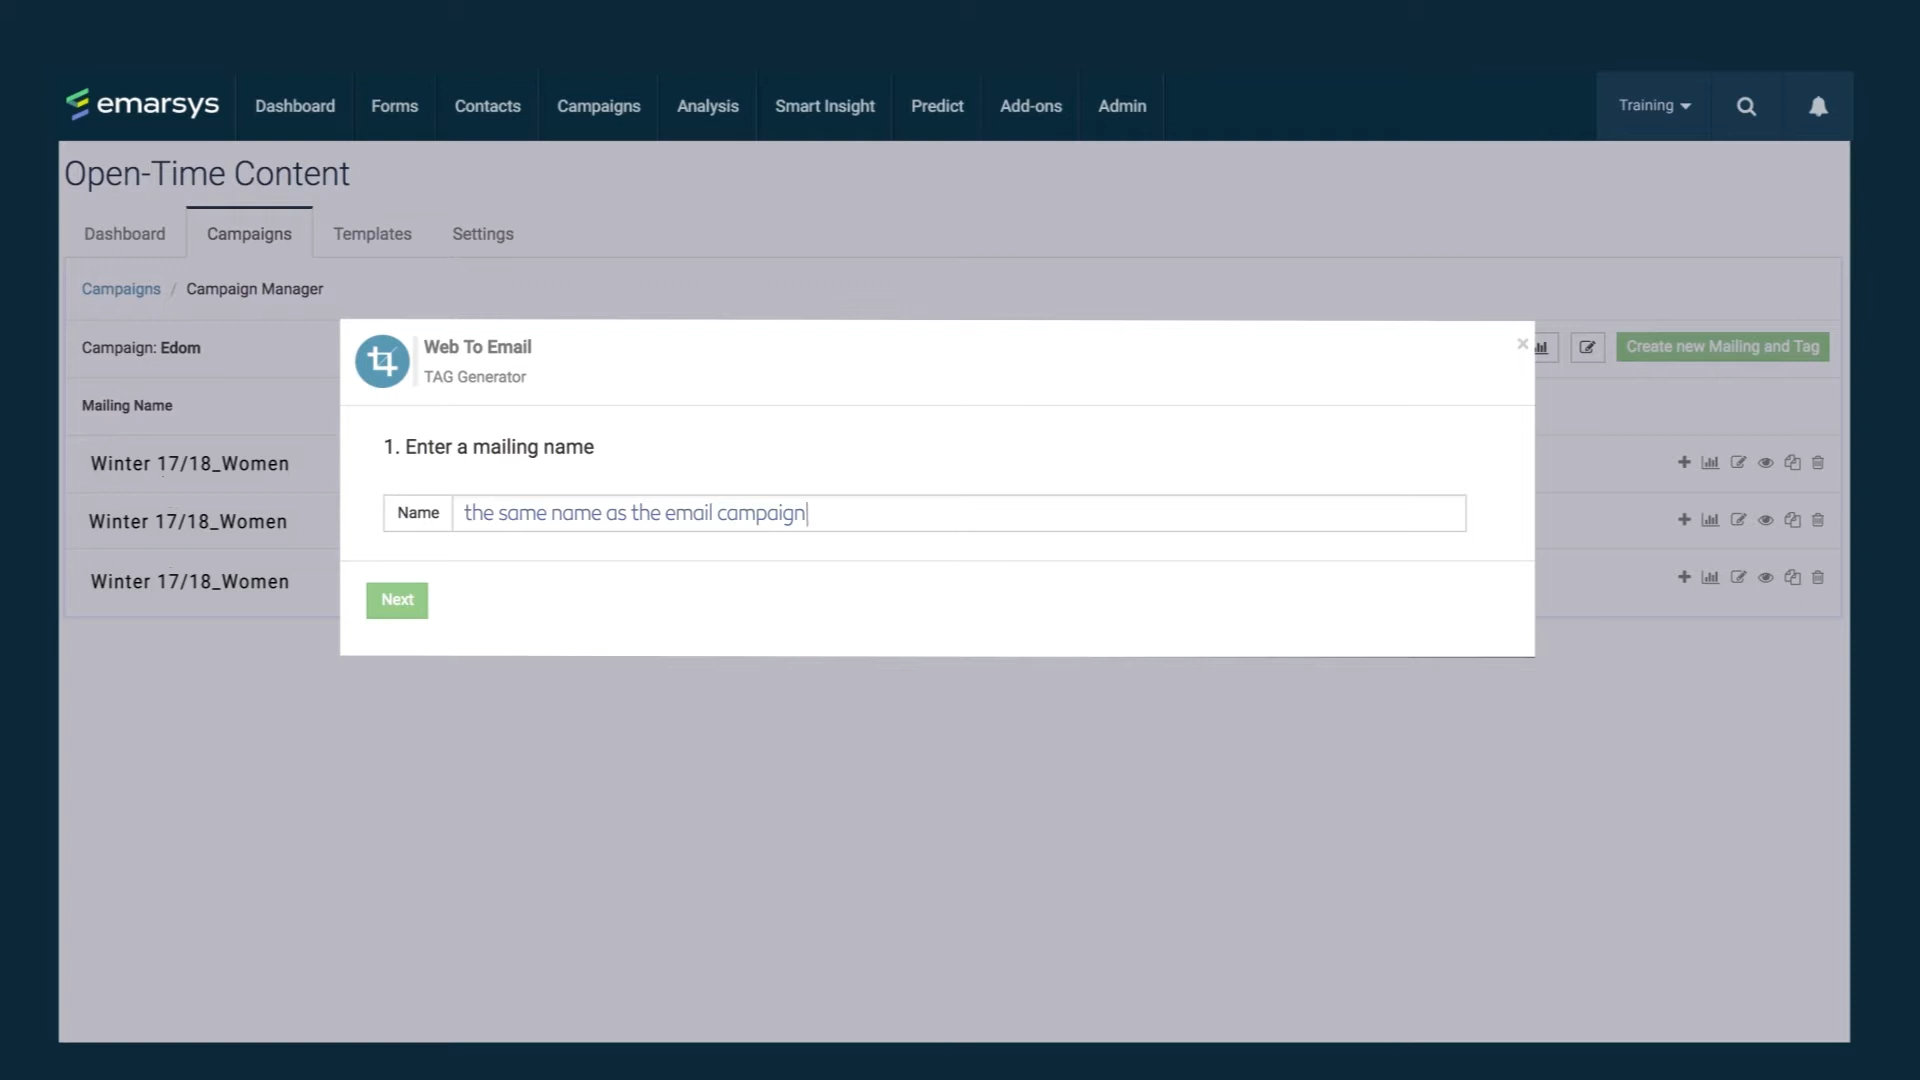 emarsys Dashboard Forms Contacts Campaigns Analysis Smart Insight Predict Add-ons Admin Training
Open-Time Content
Dashboard Campaigns Templates Settings
Campaigns / Campaign Manager
Campaign: Edom
Create new Mailing and Tag
Mailing Name
Winter 17/18_Women
Winter 17/18_Women
Winter 17/18_Women
Web To Email
TAG Generator
1. Enter a mailing name
Name the same name as the email campaign
Next